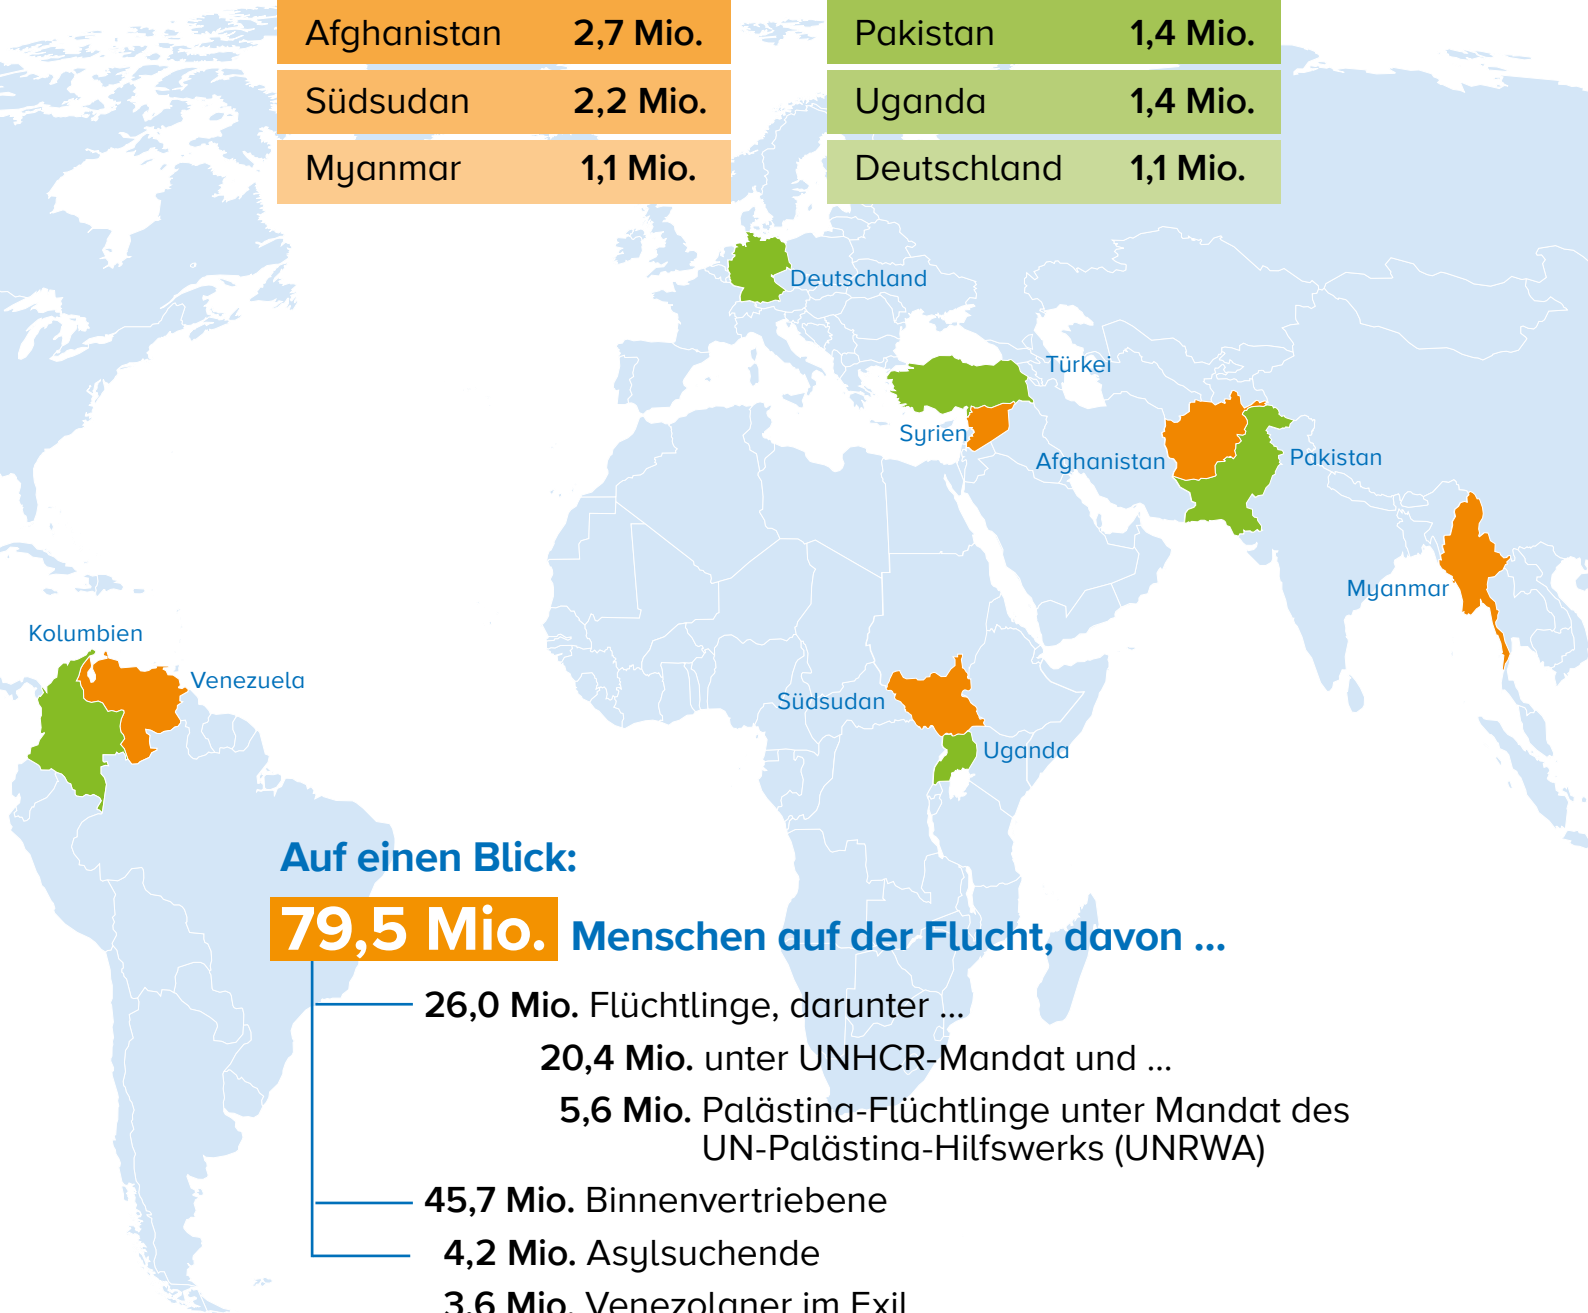 Afghanistan 2,7 Mio.
Südsudan 2,2 Mio.
Myanmar 1,1 Mio.
Pakistan 1,4 Mio.
Uganda 1,4 Mio.
Deutschland 1,1 Mio.
Deutschland
Türkei
Syrien
Afghanistan
Pakistan
Myanmar
Kolumbien
Venezuela
Südsudan
Uganda
Auf einen Blick:
79,5 Mio. Menschen auf der Flucht, davon ...
26,0 Mio. Flüchtlinge, darunter ...
20,4 Mio. unter UNHCR-Mandat und ...
5,6 Mio. Palästina-Flüchtlinge unter Mandat des
UN-Palästina-Hilfswerks (UNRWA)
45,7 Mio. Binnenvertriebene
4,2 Mio. Asylsuchende
3,6 Mio. Venezolaner im Exil